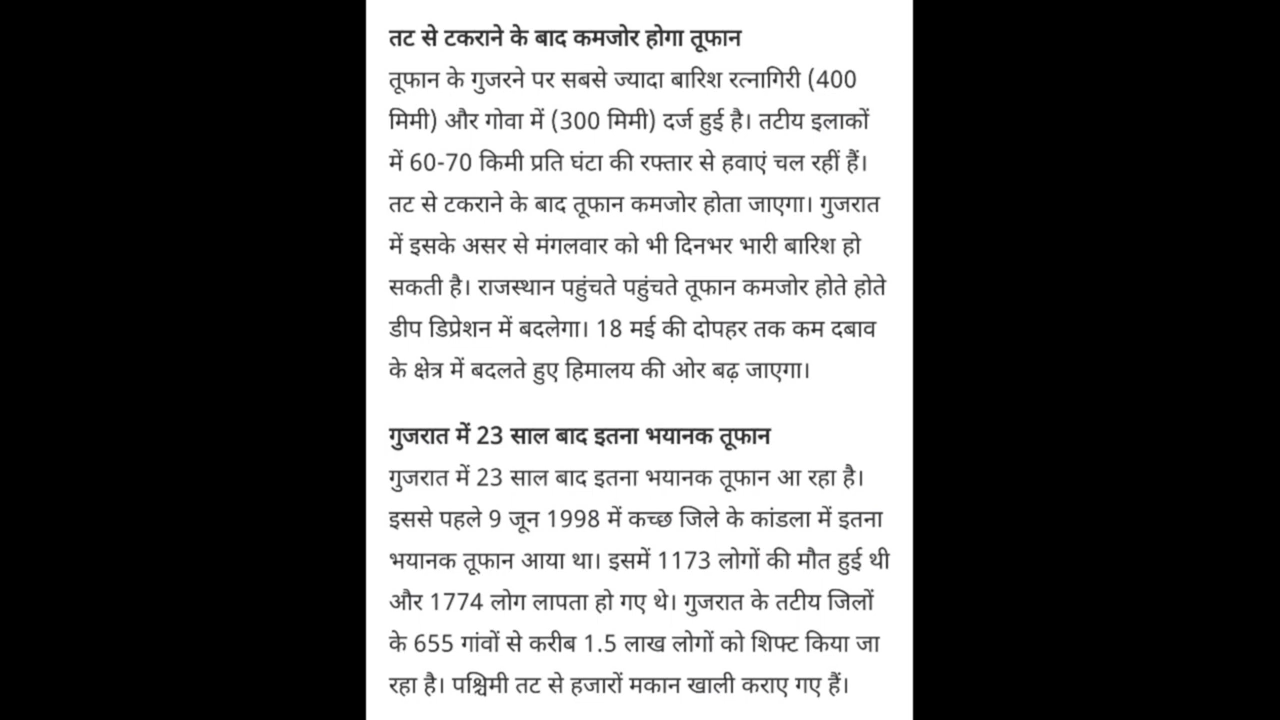 तट से टकराने के बाद कमजोर होगा तूफान
तूफान के गुजरने पर सबसे ज्यादा बारिश रत्नागिरी (400
मिमी) और गोवा में (300 मिमी) दर्ज हुई है। तटीय इलाकों
में 60-70 किमी प्रति घंटा की रफ्तार से हवाएं चल रहीं हैं।
तट से टकराने के बाद तूफान कमजोर होता जाएगा। गुजरात
में इसके असर से मंगलवार को भी दिनभर भारी बारिश हो
सकती है। राजस्थान पहुंचते पहुंचते तूफान कमजोर होते होते
डीप डिप्रेशन में बदलेगा। 18 मई की दोपहर तक कम दबाव
के क्षेत्र में बदलते हुए हिमालय की ओर बढ़ जाएगा।
गुजरात में 23 साल बाद इतना भयानक तूफान
गुजरात में 23 साल बाद इतना भयानक तूफान आ रहा है।
इससे पहले 9 जून 1998 में कच्छ जिले के कांडला में इतना
भयानक तूफान आया था। इसमें 1173 लोगों की मौत हुई थी
और 1774 लोग लापता हो गए थे। गुजरात के तटीय जिलों
के 655 गांवों से करीब 1.5 लाख लोगों को शिफ्ट किया जा
रहा है। पश्चिमी तट से हजारों मकान खाली कराए गए हैं।